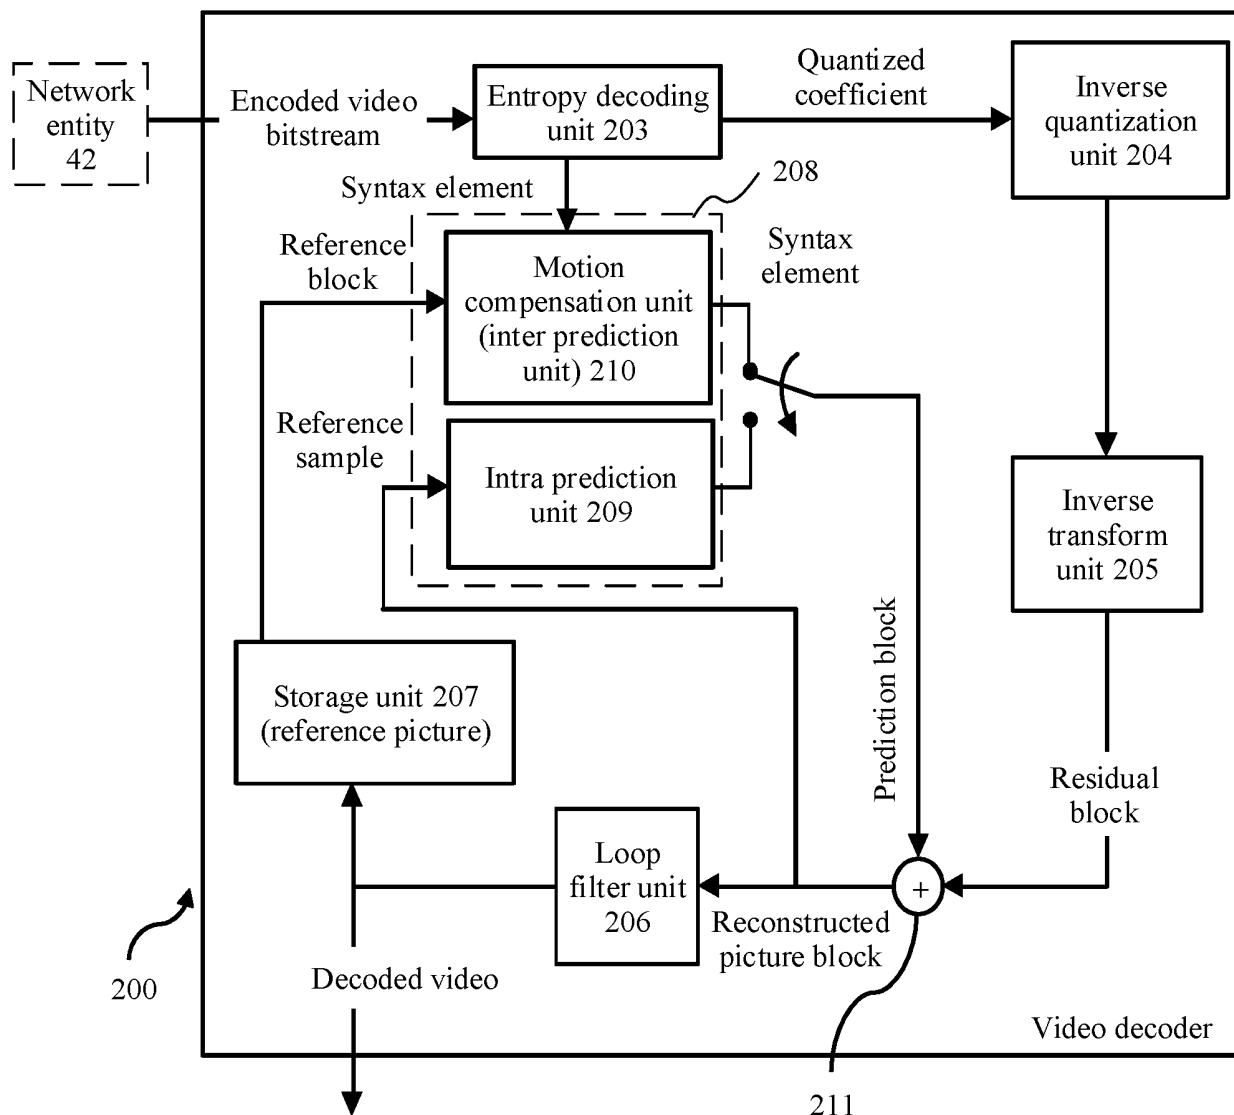 Network
entity
42
Encoded video
bitstream
Entropy decoding
unit 203
Quantized
coefficient
Inverse
quantization
unit 204
Syntax element
208
Reference
block
Motion
compensation unit
(inter prediction
unit) 210
Syntax
element
Reference
sample
Intra prediction
unit 209
Inverse
transform
unit 205
Storage unit 207
(reference picture)
Prediction block
Residual
block
Loop
filter unit
206
+
Reconstructed
picture block
200
Decoded video
Video decoder
211